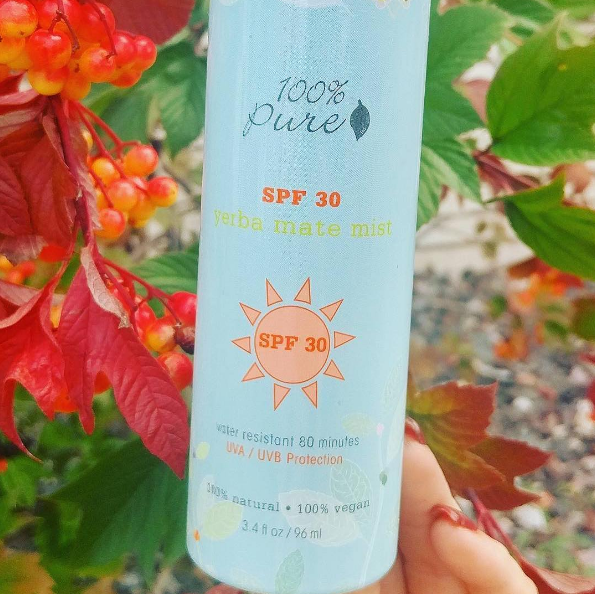 100%
Pure
SPF 30
yerba mate mist
SPF 30
water resistant 80 minutes
UVA / UVB Protection
100% natural • 100% vegan
3.4 fl oz / 96 ml